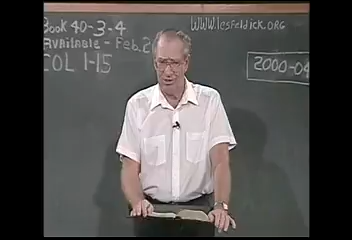 Book 40-3-4
WWW.lesfeldick.ORG
Available - Feb. 2
COL 1-15
2000-04